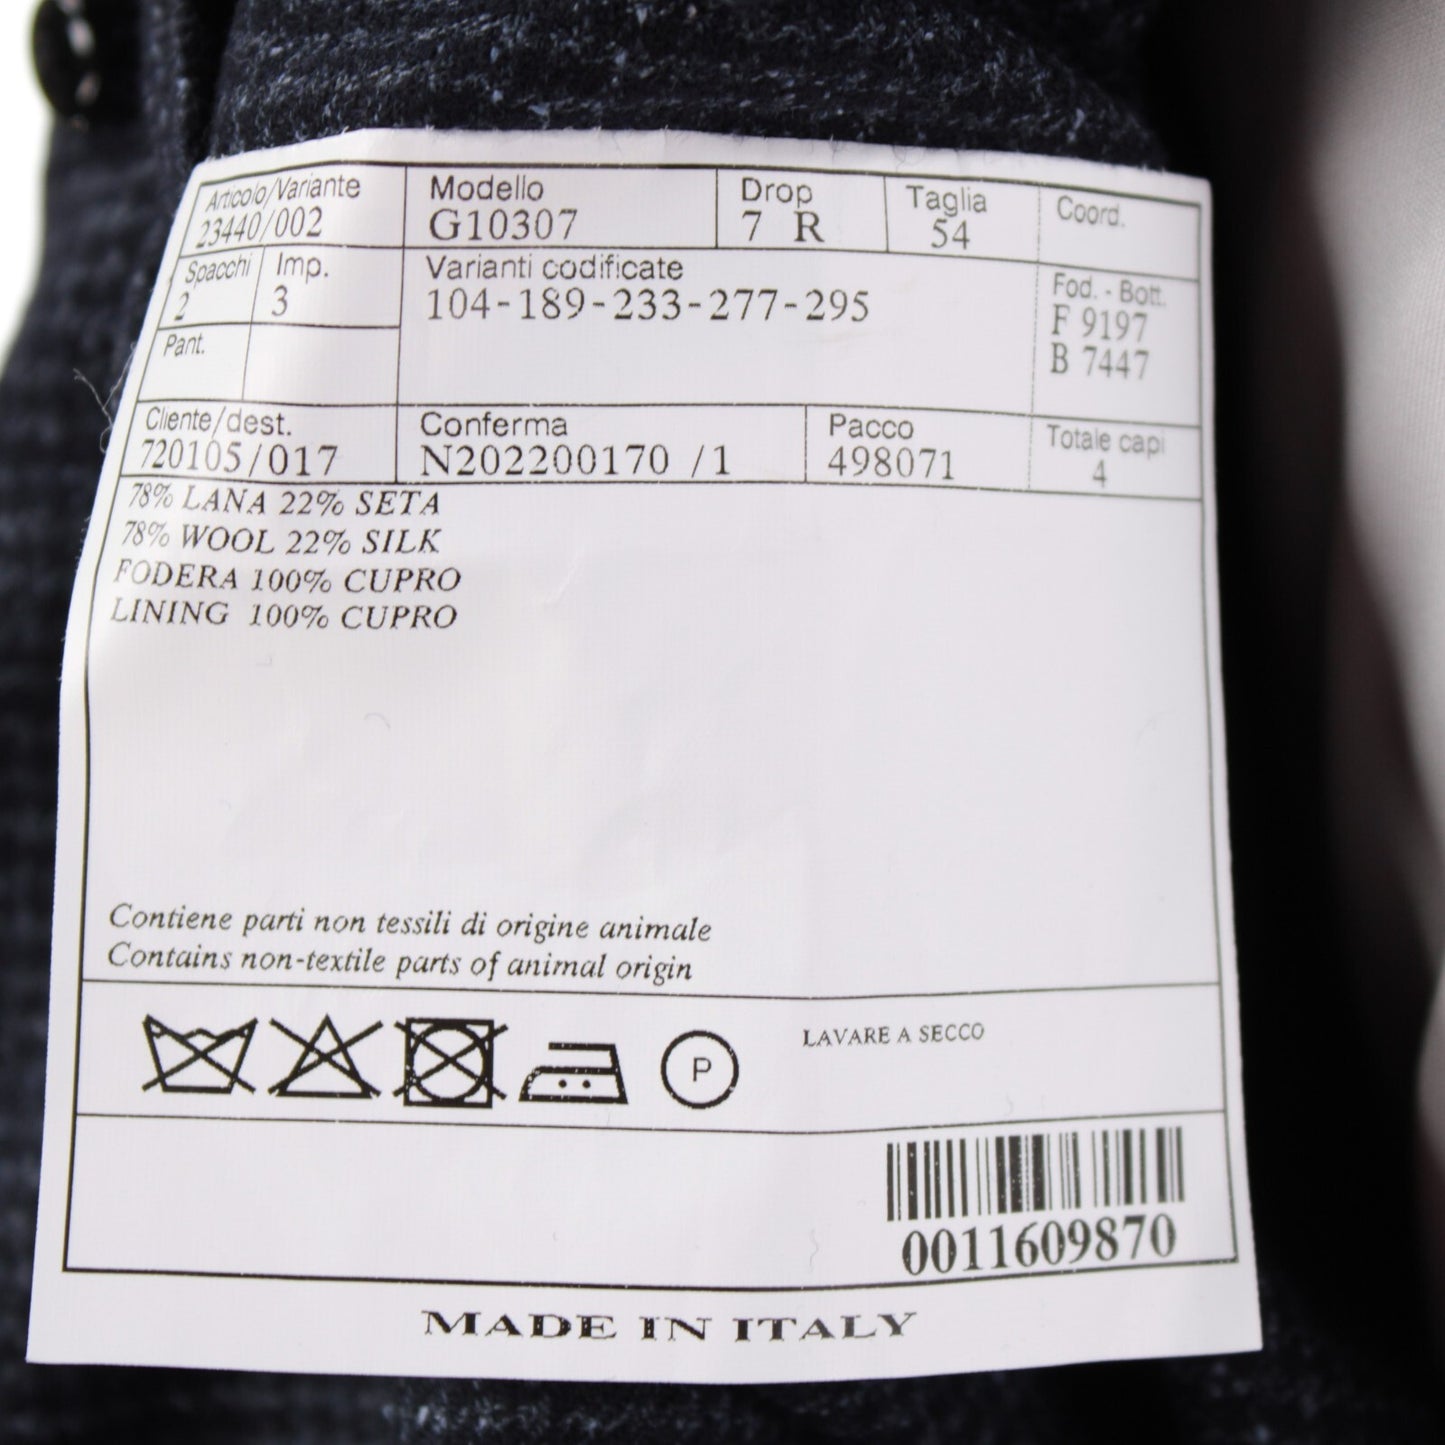 Articolo/Variante Modello Drop Taglia Coord.
23440/002 G10307 7 R 54
Spacchi Imp. Varianti codificate Fod. - Bott.
2 3 104-189-233-277-295 F 9197
Pant. B 7447
Cliente/dest. Conferma Pacco Totale capi
720105/017 N202200170 /1 498071 4
78% LANA 22% SETA
78% WOOL 22% SILK
FODERA 100% CUPRO
LINING 100% CUPRO
Contiene parti non tessili di origine animale
Contains non-textile parts of animal origin
P LAVARE A SECCO
0011609870
MADE IN ITALY